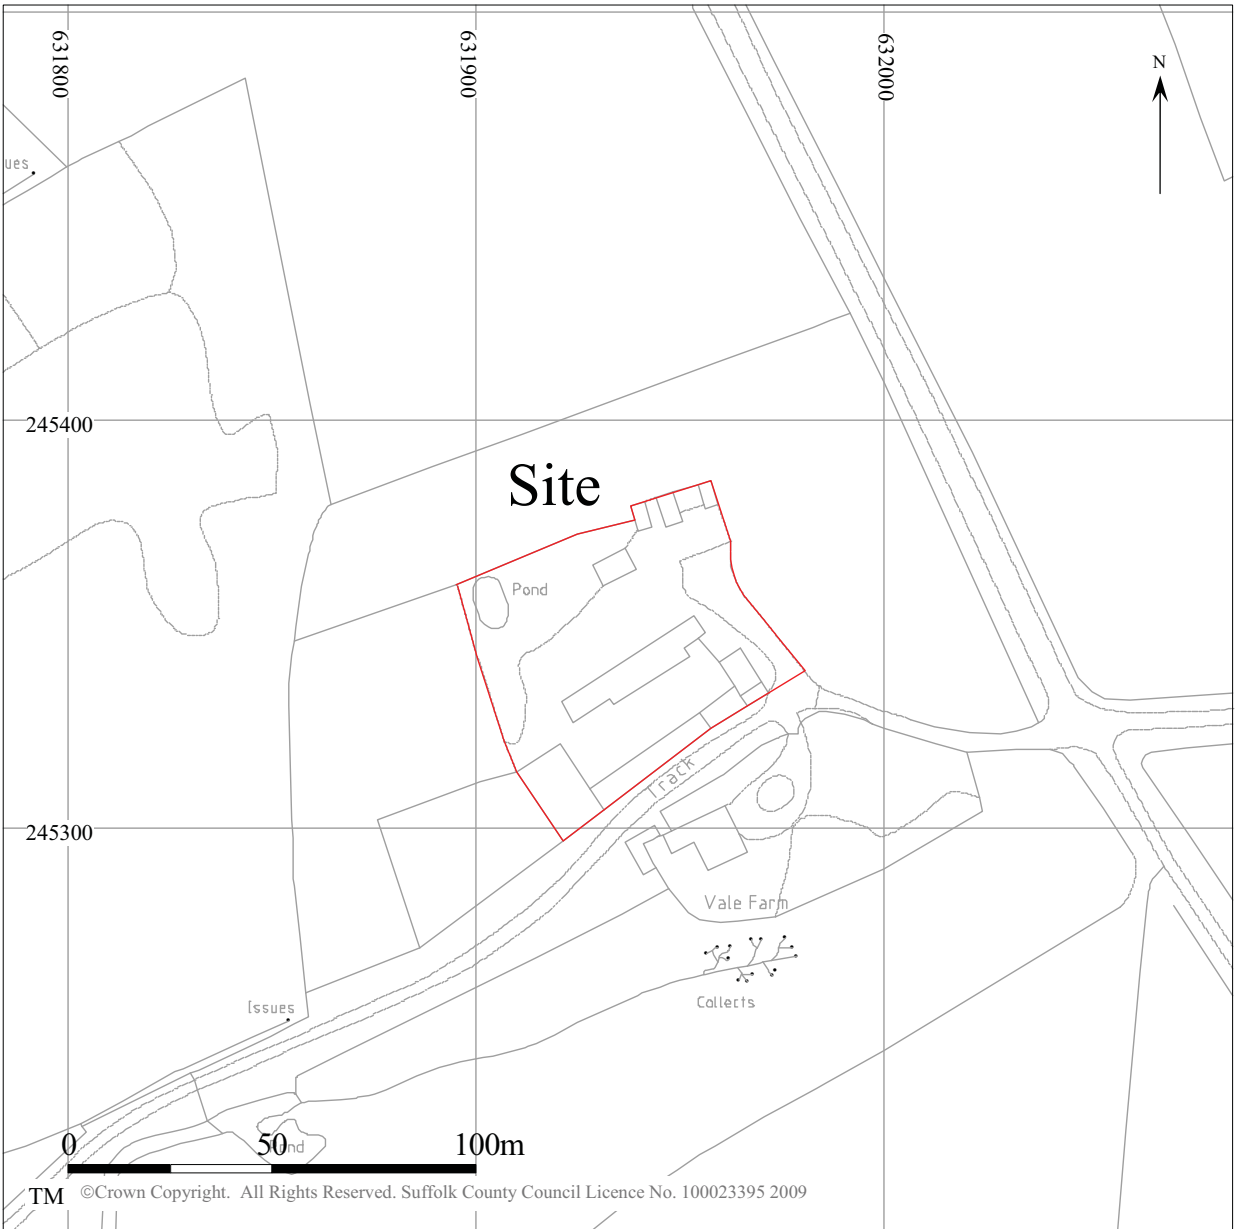 631800
631900
632000
N
ues
245400
Site
Pond
Track
245300
Vale Farm
Collects
Issues
0 50 100m
Pond
TM ©Crown Copyright. All Rights Reserved. Suffolk County Council Licence No. 100023395 2009